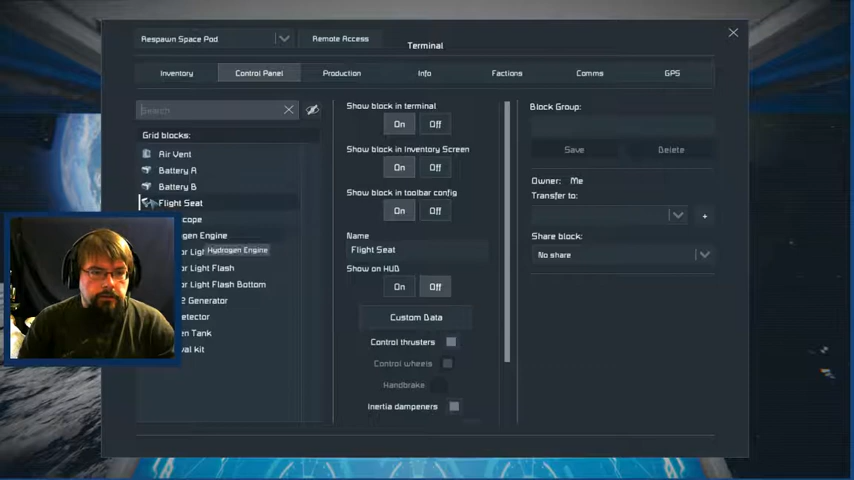 Respawn Space Pod
Remote Access
Terminal
Inventory
Control Panel
Production
Info
Factions
Comms
GPS
Search
Grid blocks:
Air Vent
Battery A
Battery B
Flight Seat
cope
gen Engine
Hydrogen Engine
or Lig
or Light Flash
or Light Flash Bottom
2 Generator
etector
en Tank
val kit
Show block in terminal
On Off
Show block in Inventory Screen
On Off
Show block in toolbar config
On Off
Name
Flight Seat
Show on HUD
On Off
Custom Data
Control thrusters
Control wheels
Handbrake
Inertia dampeners
Block Group:
Save Delete
Owner: Me
Transfer to:
+
Share block:
No share